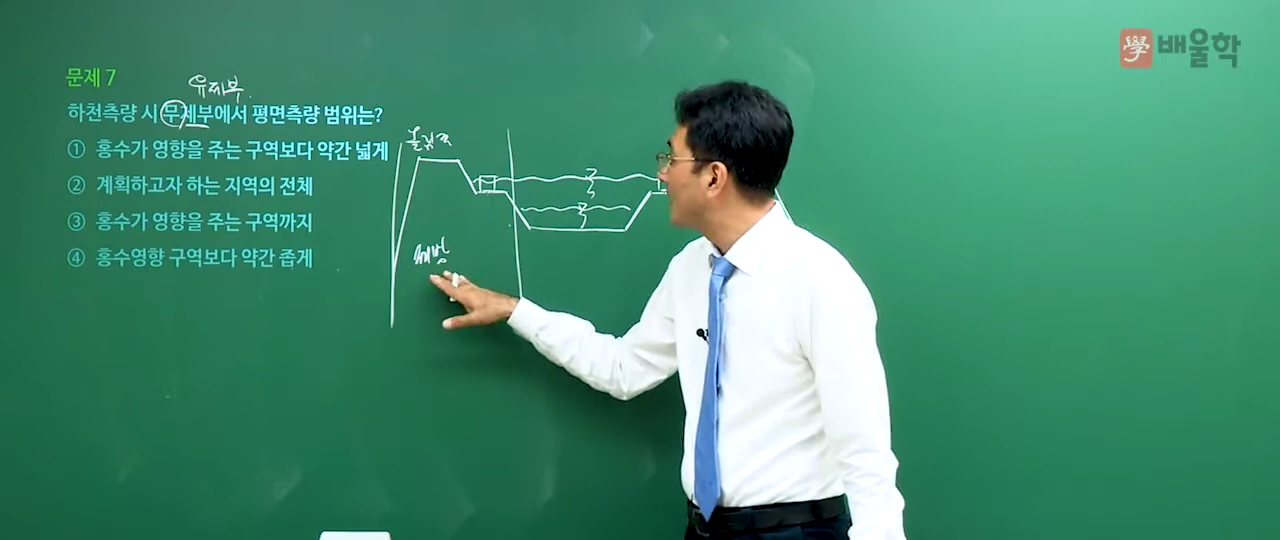 學 배울학
문제 7
유제부
하천측량 시 무제부에서 평면측량 범위는?
① 홍수가 영향을 주는 구역보다 약간 넓게
② 계획하고자 하는 지역의 전체
③ 홍수가 영향을 주는 구역까지
④ 홍수영향 구역보다 약간 좁게
제방